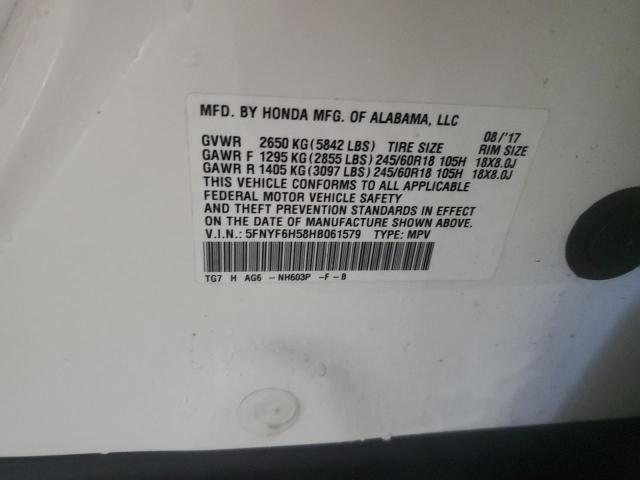 MFD. BY HONDA MFG. OF ALABAMA, LLC 08/'17
GVWR 2650 KG(5842 LBS) TIRE SIZE RIM SIZE
GAWR F 1295 KG(2855 LBS)245/60R18 105H 18X8.0J
GAWR R 1405 KG(3097 LBS)245/60R18 105H 18X8.0J
THIS VEHICLE CONFORMS TO ALL APPLICABLE
FEDERAL MOTOR VEHICLE SAFETY
AND THEFT PREVENTION STANDARDS IN EFFECT
ON THE DATE OF MANUFACTURE SHOWN ABOVE.
V.I.N.: 5FNYF6H58HB061579 TYPE: MPV
TG7 H AG6 -NH603P -F-B